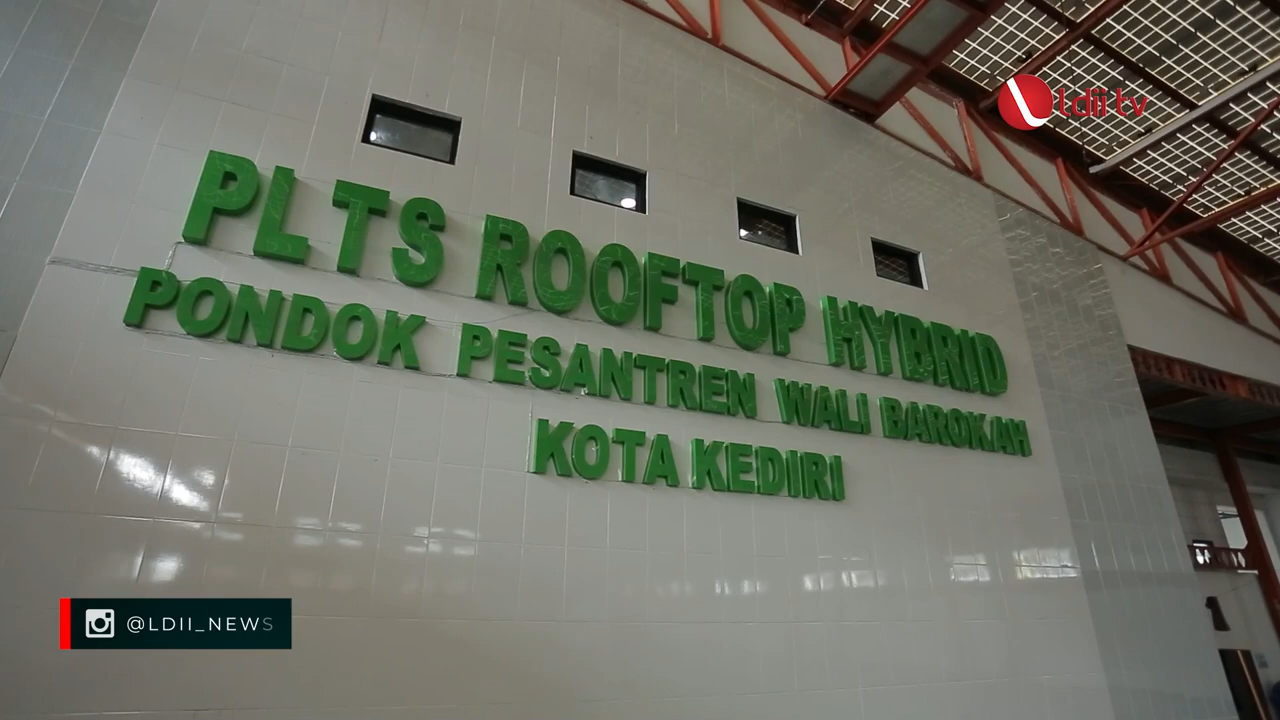 ldii tv
PLTS ROOFTOP HYBRID
PONDOK PESANTREN WALI BAROKAH
KOTA KEDIRI
@LDII_NEWS